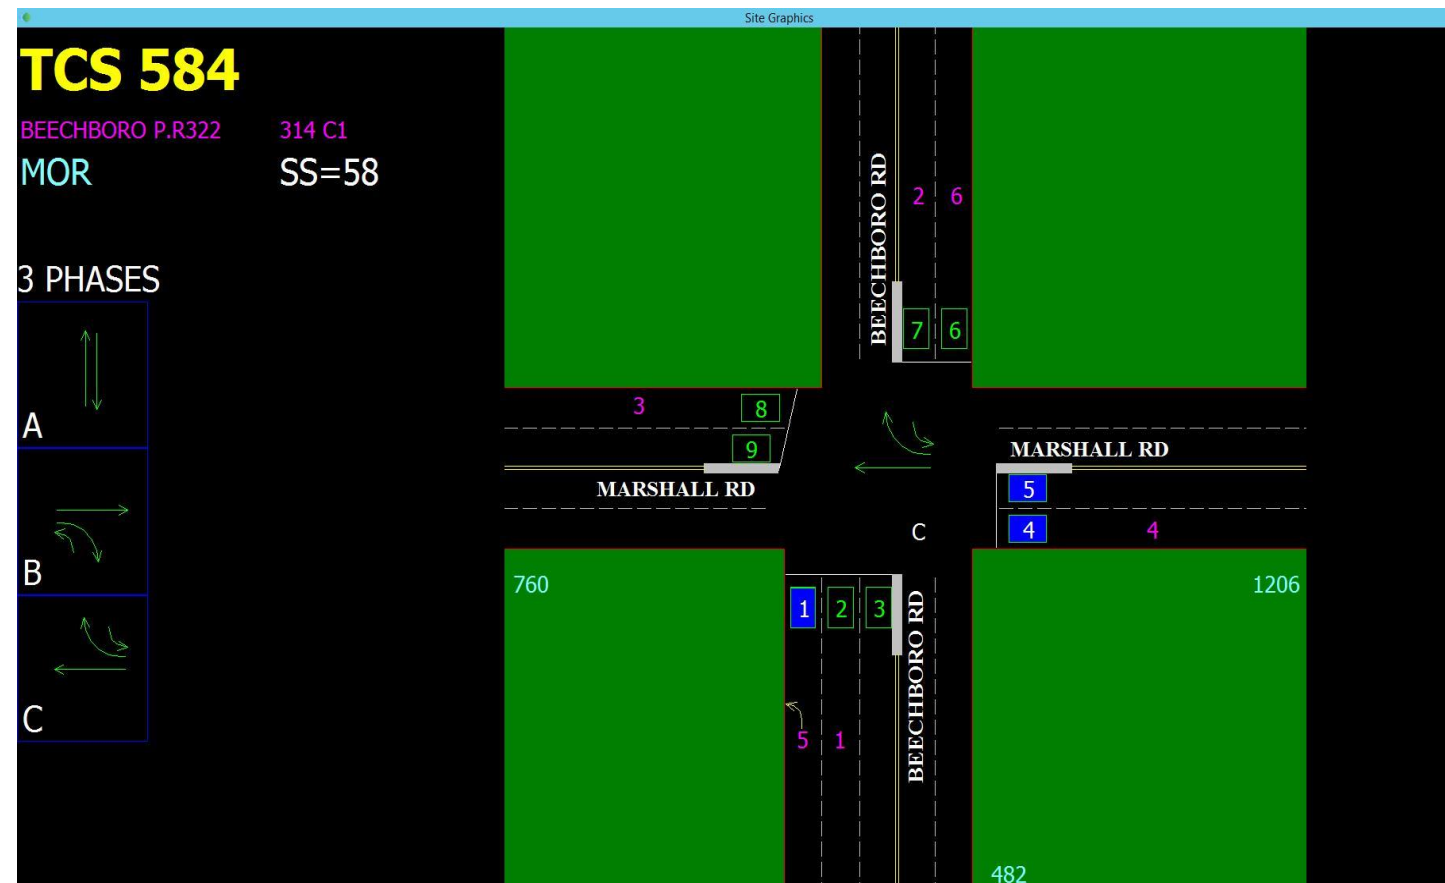 Site Graphics
TCS 584
BEECHBORO P.R322 314 C1
MOR SS=58
3 PHASES
A
B
C
BEECHBORO RD
2 6
7 6
3 8
9
MARSHALL RD
MARSHALL RD
5
4 4
C
760
1206
1 2 3
BEECHBORO RD
5 1
482